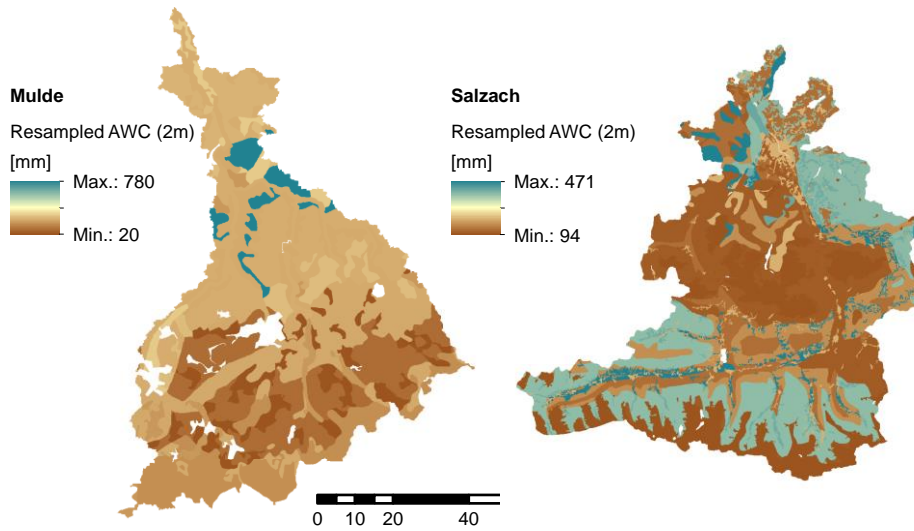 Mulde
Resampled AWC (2m)
[mm]
Max.: 780
Min.: 20
Salzach
Resampled AWC (2m)
[mm]
Max.: 471
Min.: 94
0 10 20 40